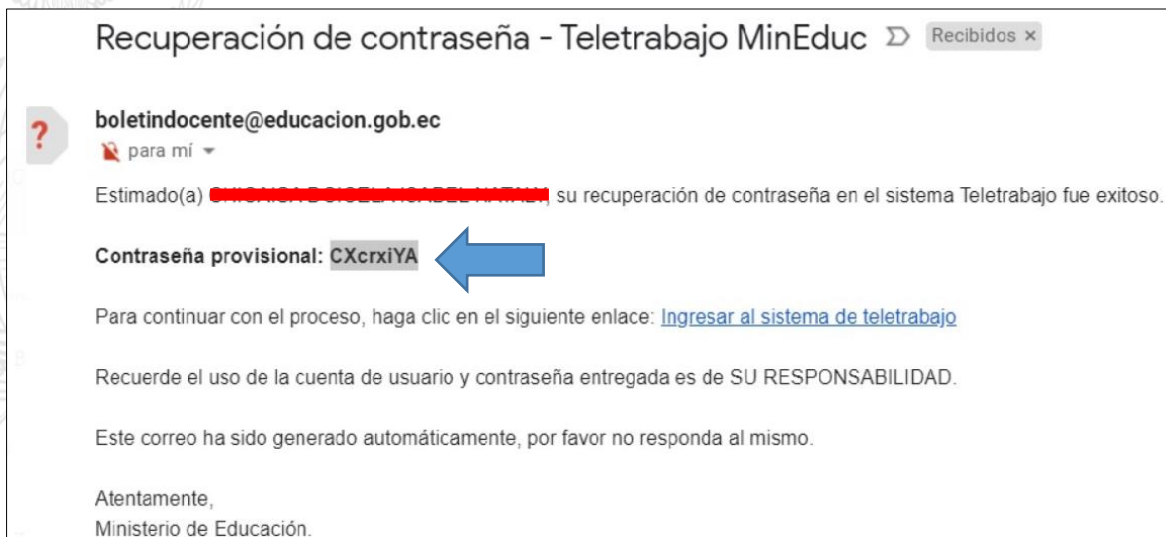 Recuperación de contraseña - Teletrabajo MinEduc Recibidos ×
boletindocente@educacion.gob.ec
para mí
Estimado(a) su recuperación de contraseña en el sistema Teletrabajo fue exitoso.
Contraseña provisional: CXcrxiYA
Para continuar con el proceso, haga clic en el siguiente enlace: Ingresar al sistema de teletrabajo
Recuerde el uso de la cuenta de usuario y contraseña entregada es de SU RESPONSABILIDAD.
Este correo ha sido generado automáticamente, por favor no responda al mismo.
Atentamente,
Ministerio de Educación.